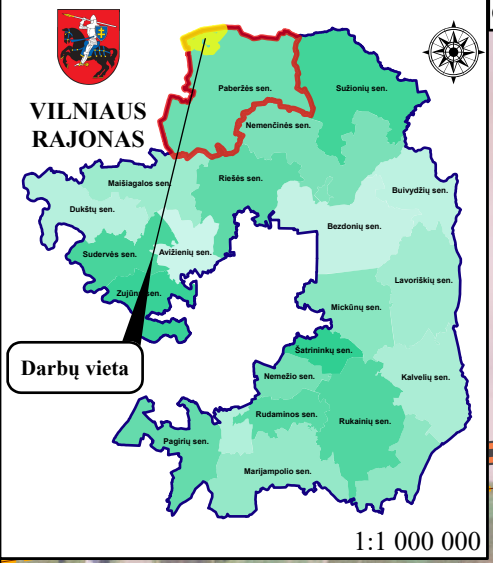 VILNIAUS
RAJONAS
Paberžės sen.
Sužionių sen.
Nemenčinės sen.
Maišiagalos sen.
Riešės sen.
Buivydžių sen.
Dukštų sen.
Bezdonių sen.
Sudervės sen.
Avižienių sen.
Lavoriškių sen.
Zujūnų sen.
Mickūnų sen.
Šatrininkų sen.
Darbų vieta
Nemėžio sen.
Kalvelių sen.
Rudaminos sen.
Rukainių sen.
Pagirių sen.
Marijampolio sen.
1:1 000 000